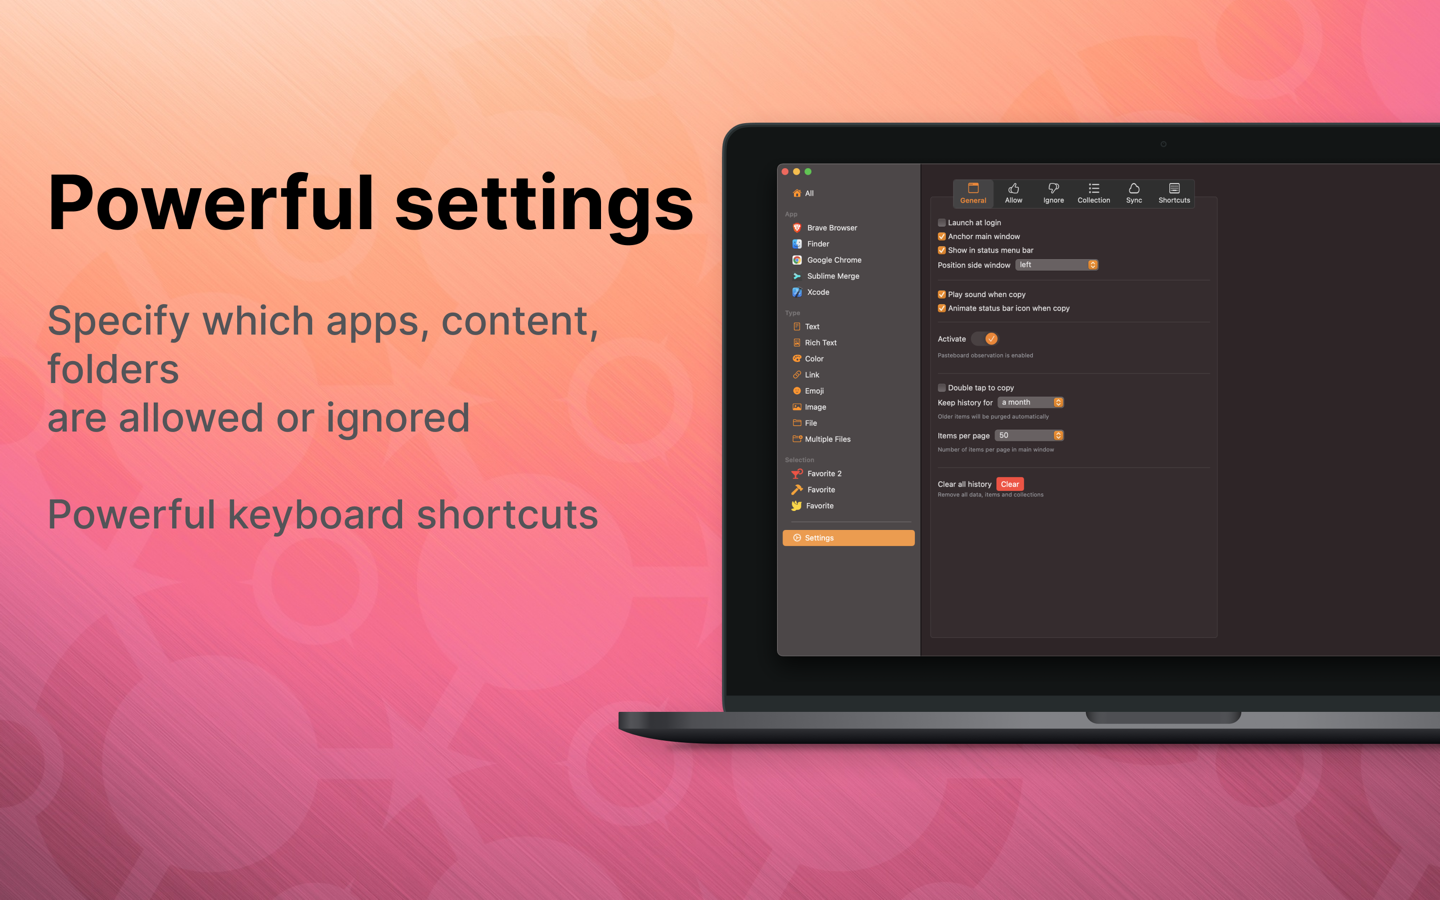 Powerful settings
Specify which apps, content,
folders
are allowed or ignored
Powerful keyboard shortcuts
All
App
Brave Browser
Finder
Google Chrome
Sublime Merge
Xcode
Type
Text
Rich Text
Color
Link
Emoji
Image
File
Multiple Files
Selection
Favorite 2
Favorite
Favorite
Settings
General Allow Ignore Collection Sync Shortcuts
Launch at login
Anchor main window
Show in status menu bar
Position side window left
Play sound when copy
Animate status bar icon when copy
Activate
Pasteboard observation is enabled
Double tap to copy
Keep history for a month
Older items will be purged automatically
Items per page 50
Number of items per page in main window
Clear all history Clear
Remove all data, items and collections